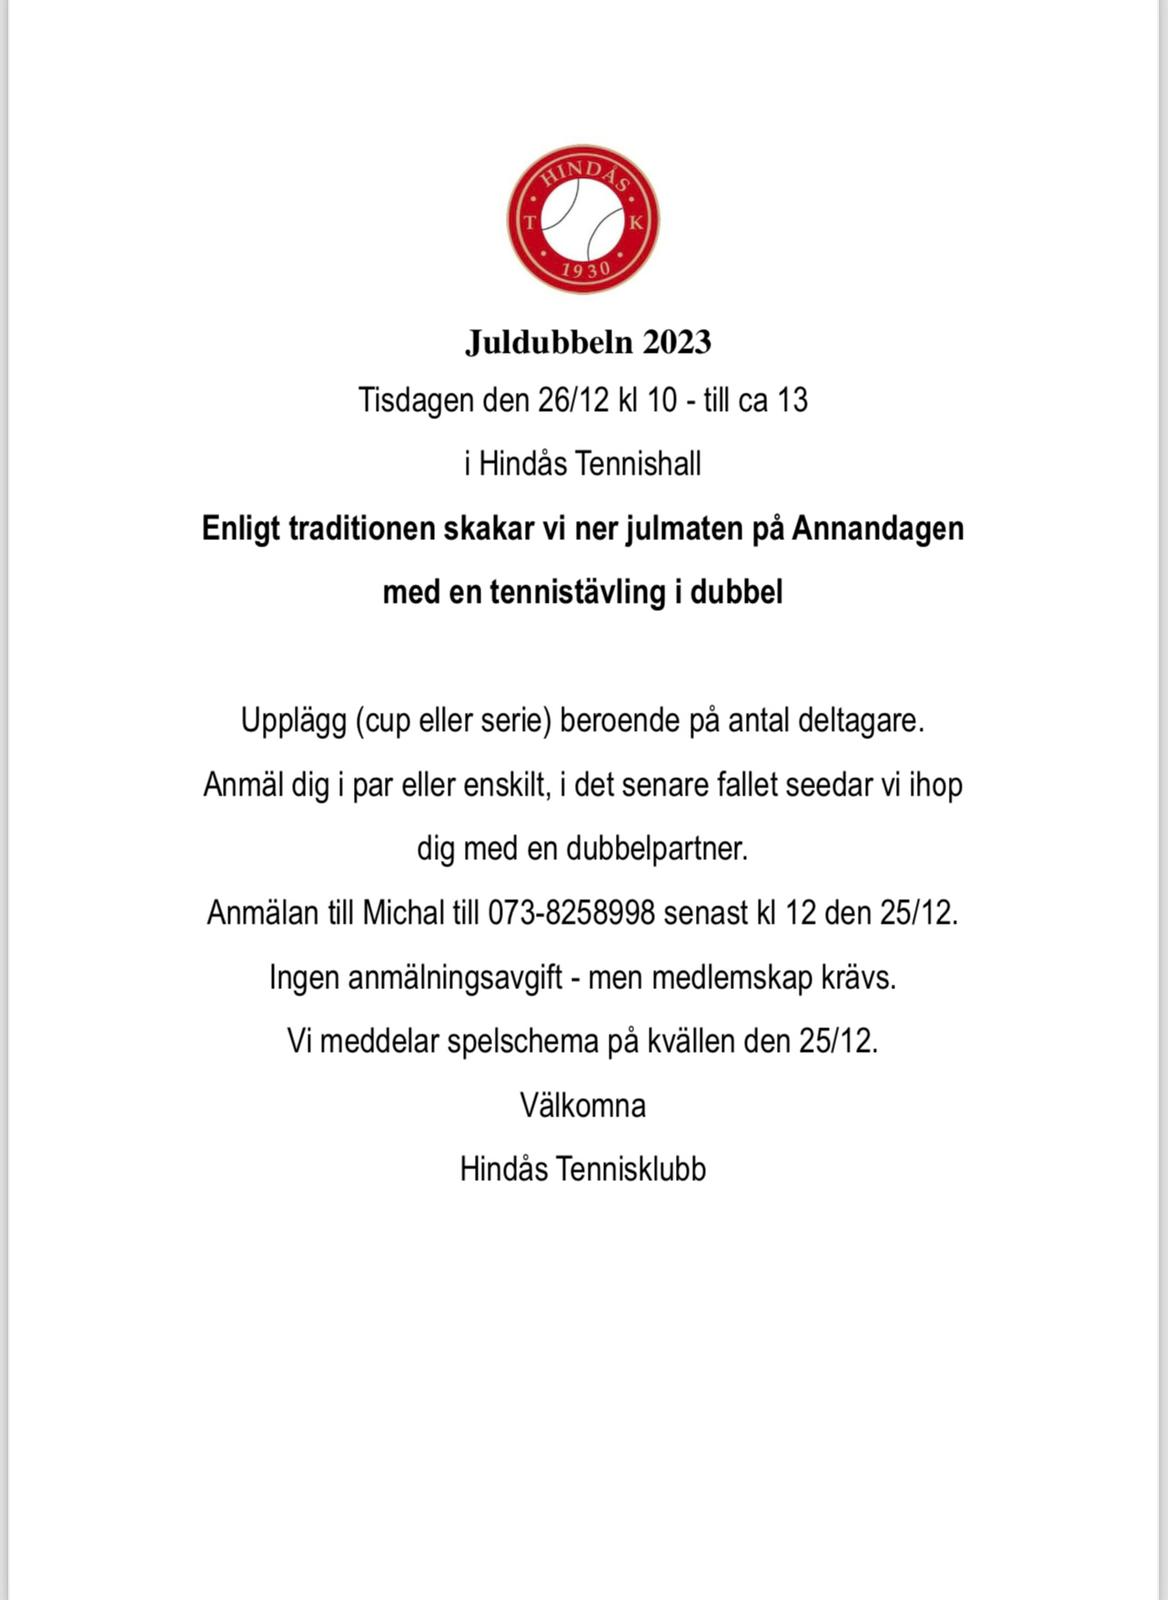 HINDÅS
T K
1930
Juldubbeln 2023
Tisdagen den 26/12 kl 10 - till ca 13
i Hindås Tennishall
Enligt traditionen skakar vi ner julmaten på Annandagen
med en tennistävling i dubbel
Upplägg (cup eller serie) beroende på antal deltagare.
Anmäl dig i par eller enskilt, i det senare fallet seedar vi ihop
dig med en dubbelpartner.
Anmälan till Michal till 073-8258998 senast kl 12 den 25/12.
Ingen anmälningsavgift - men medlemskap krävs.
Vi meddelar spelschema på kvällen den 25/12.
Välkomna
Hindås Tennisklubb